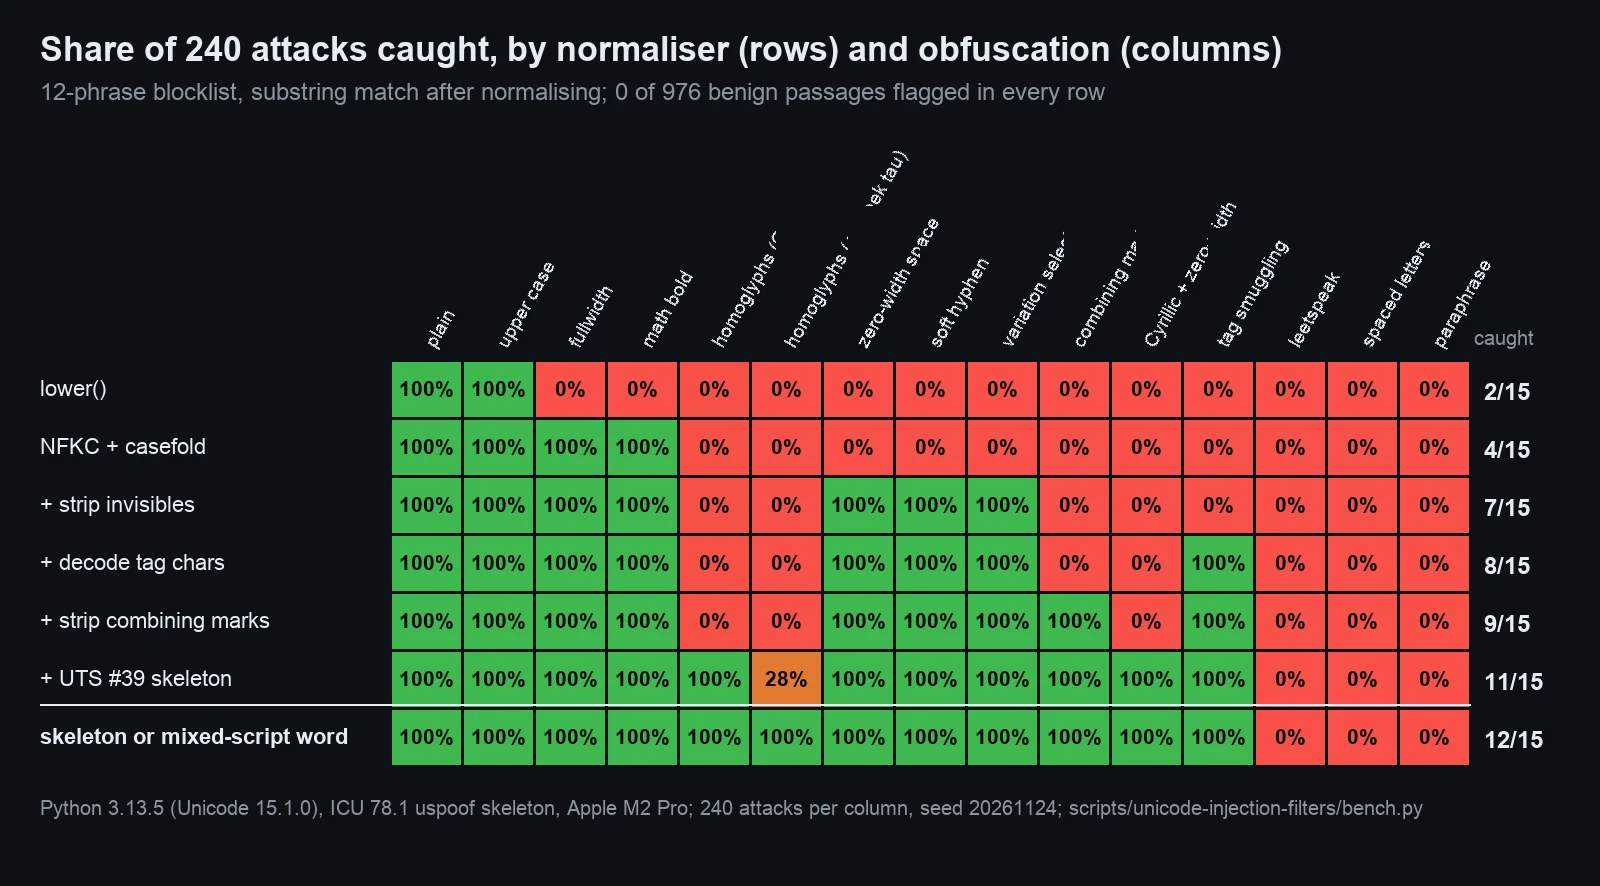 Share of 240 attacks caught, by normaliser (rows) and obfuscation (columns)
12-phrase blocklist, substring match after normalising; 0 of 976 benign passages flagged in every row
plain
upper case
fullwidth
math bold
homoglyphs
homoglyphs tau)
zero-width space
soft hyphen
variation
combining
Cyrillic +
tag smuggling
leetspeak
spaced letters
paraphrase
caught
lower() 100% 100% 0% 0% 0% 0% 0% 0% 0% 0% 0% 0% 0% 0% 0% 2/15
NFKC + casefold 100% 100% 100% 100% 0% 0% 0% 0% 0% 0% 0% 0% 0% 0% 0% 4/15
+ strip invisibles 100% 100% 100% 100% 0% 0% 100% 100% 100% 0% 0% 0% 0% 0% 0% 7/15
+ decode tag chars 100% 100% 100% 100% 0% 0% 100% 100% 100% 0% 0% 100% 0% 0% 0% 8/15
+ strip combining marks 100% 100% 100% 100% 0% 0% 100% 100% 100% 100% 0% 100% 0% 0% 0% 9/15
+ UTS #39 skeleton 100% 100% 100% 100% 100% 28% 100% 100% 100% 100% 100% 100% 0% 0% 0% 11/15
skeleton or mixed-script word 100% 100% 100% 100% 100% 100% 100% 100% 100% 100% 100% 100% 0% 0% 0% 12/15
Python 3.13.5 (Unicode 15.1.0), ICU 78.1 uspoof skeleton, Apple M2 Pro; 240 attacks per column, seed 20261124; scripts/unicode-injection-filters/bench.py